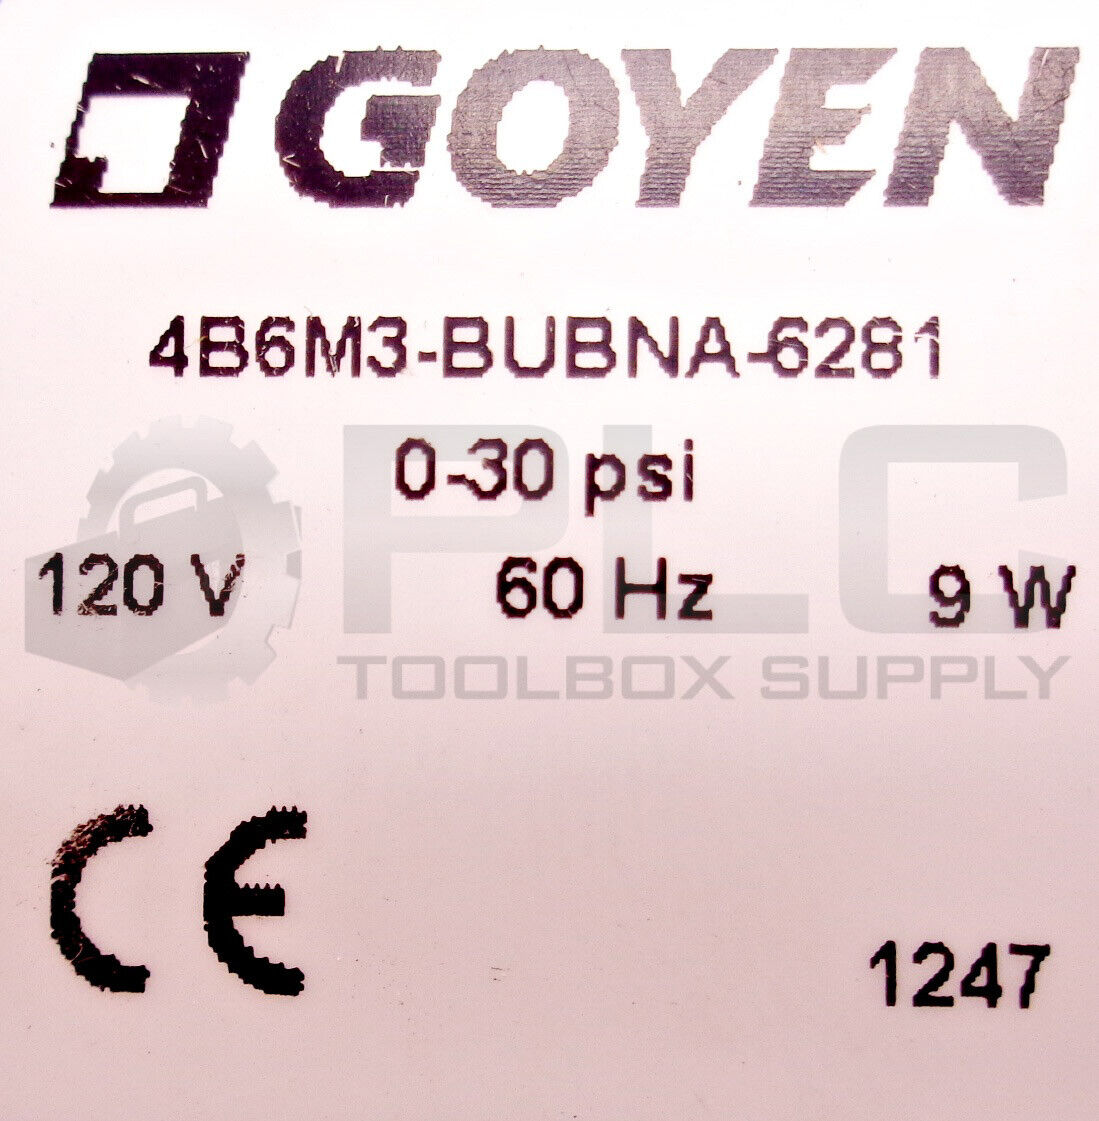 GOYEN
4B6M3-BUBNA-6281
0-30 psi
120 V 60 Hz 9 W
PLC
TOOLBOX SUPPLY
CE
1247